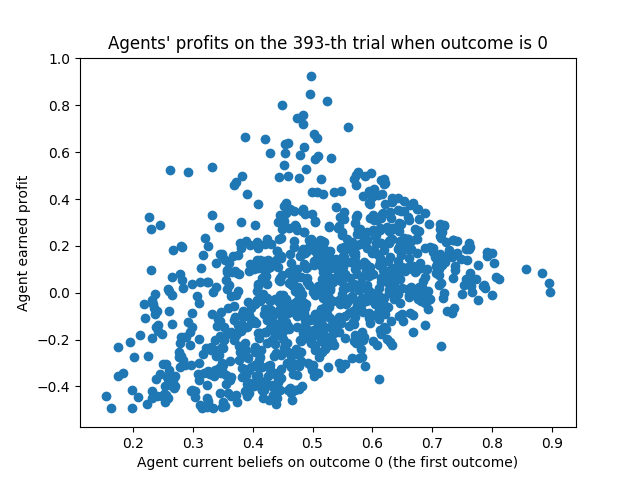 Agents' profits on the 393-th trial when outcome is 0
1.0
0.8
0.6
0.4
0.2
0.0
−0.2
−0.4
Agent earned profit
0.2 0.3 0.4 0.5 0.6 0.7 0.8 0.9
Agent current beliefs on outcome 0 (the first outcome)